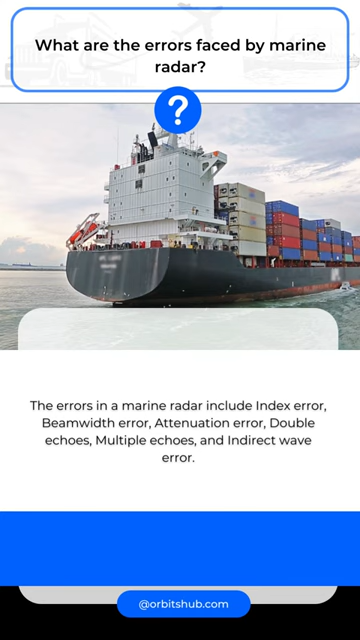 What are the errors faced by marine
radar?
?
The errors in a marine radar include Index error,
Beamwidth error, Attenuation error, Double
echoes, Multiple echoes, and Indirect wave
error.
@orbitshub.com